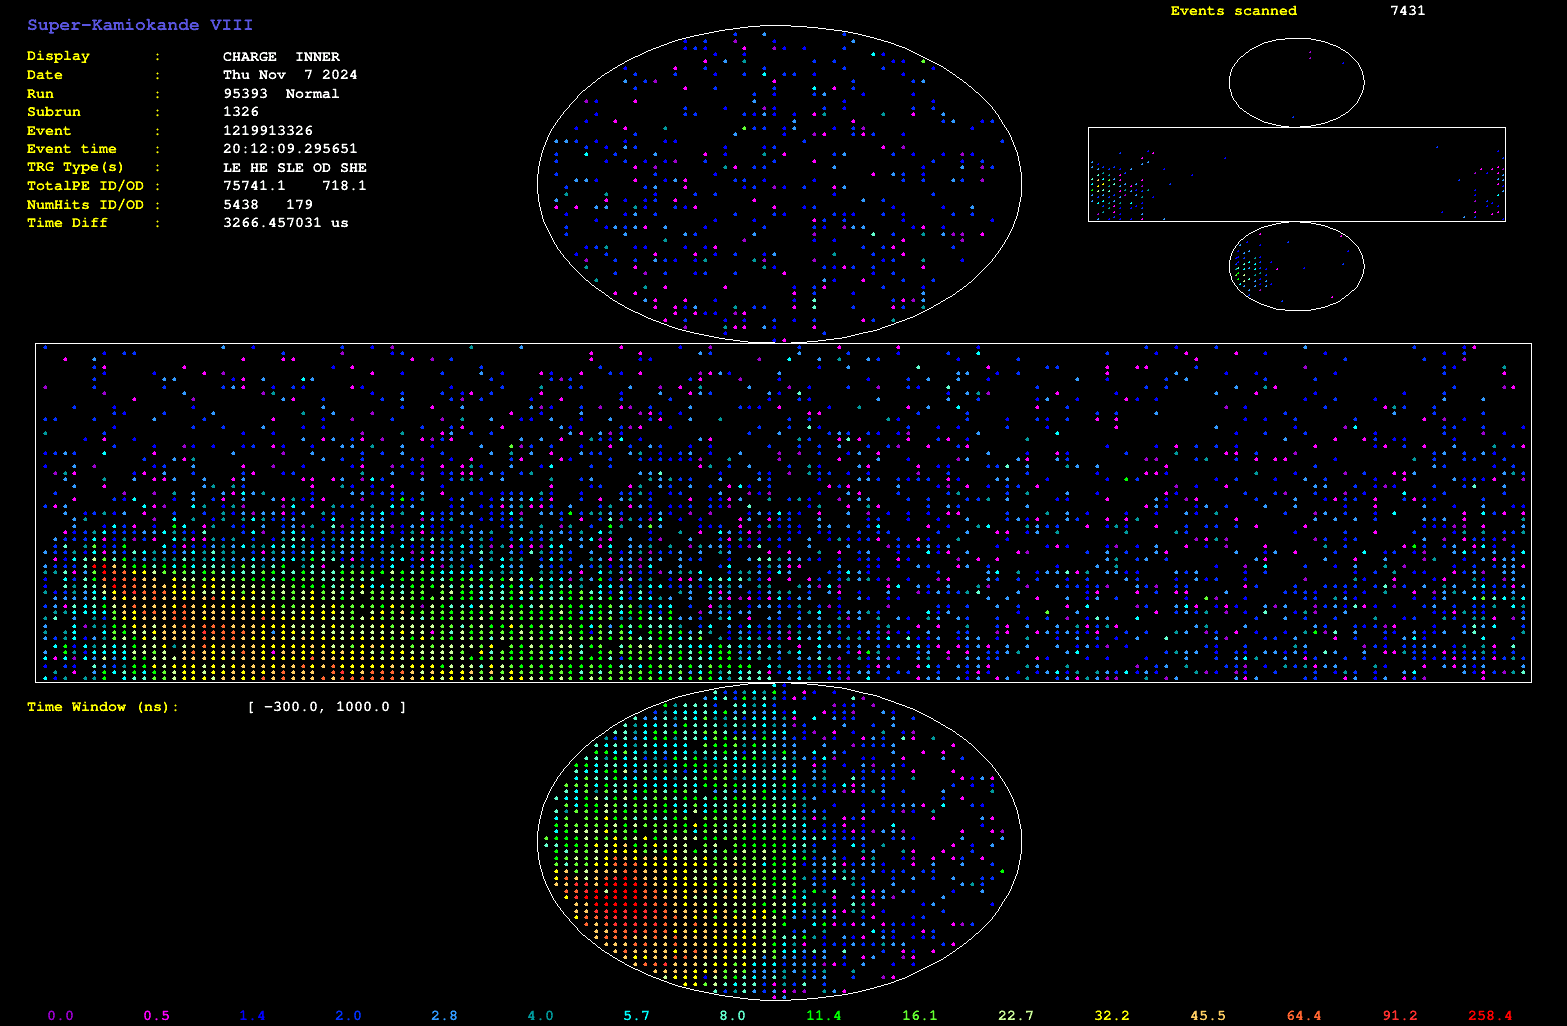 Super-Kamiokande VIII
Events scanned 7431
Display : CHARGE INNER
Date : Thu Nov 7 2024
Run : 95393 Normal
Subrun : 1326
Event : 1219913326
Event time : 20:12:09.295651
TRG Type(s) : LE HE SLE OD SHE
TotalPE ID/OD : 75741.1 718.1
NumHits ID/OD : 5438 179
Time Diff : 3266.457031 us
Time Window (ns): [ -300.0, 1000.0 ]
0.0 0.5 1.4 2.0 2.8 4.0 5.7 8.0 11.4 16.1 22.7 32.2 45.5 64.4 91.2 258.4